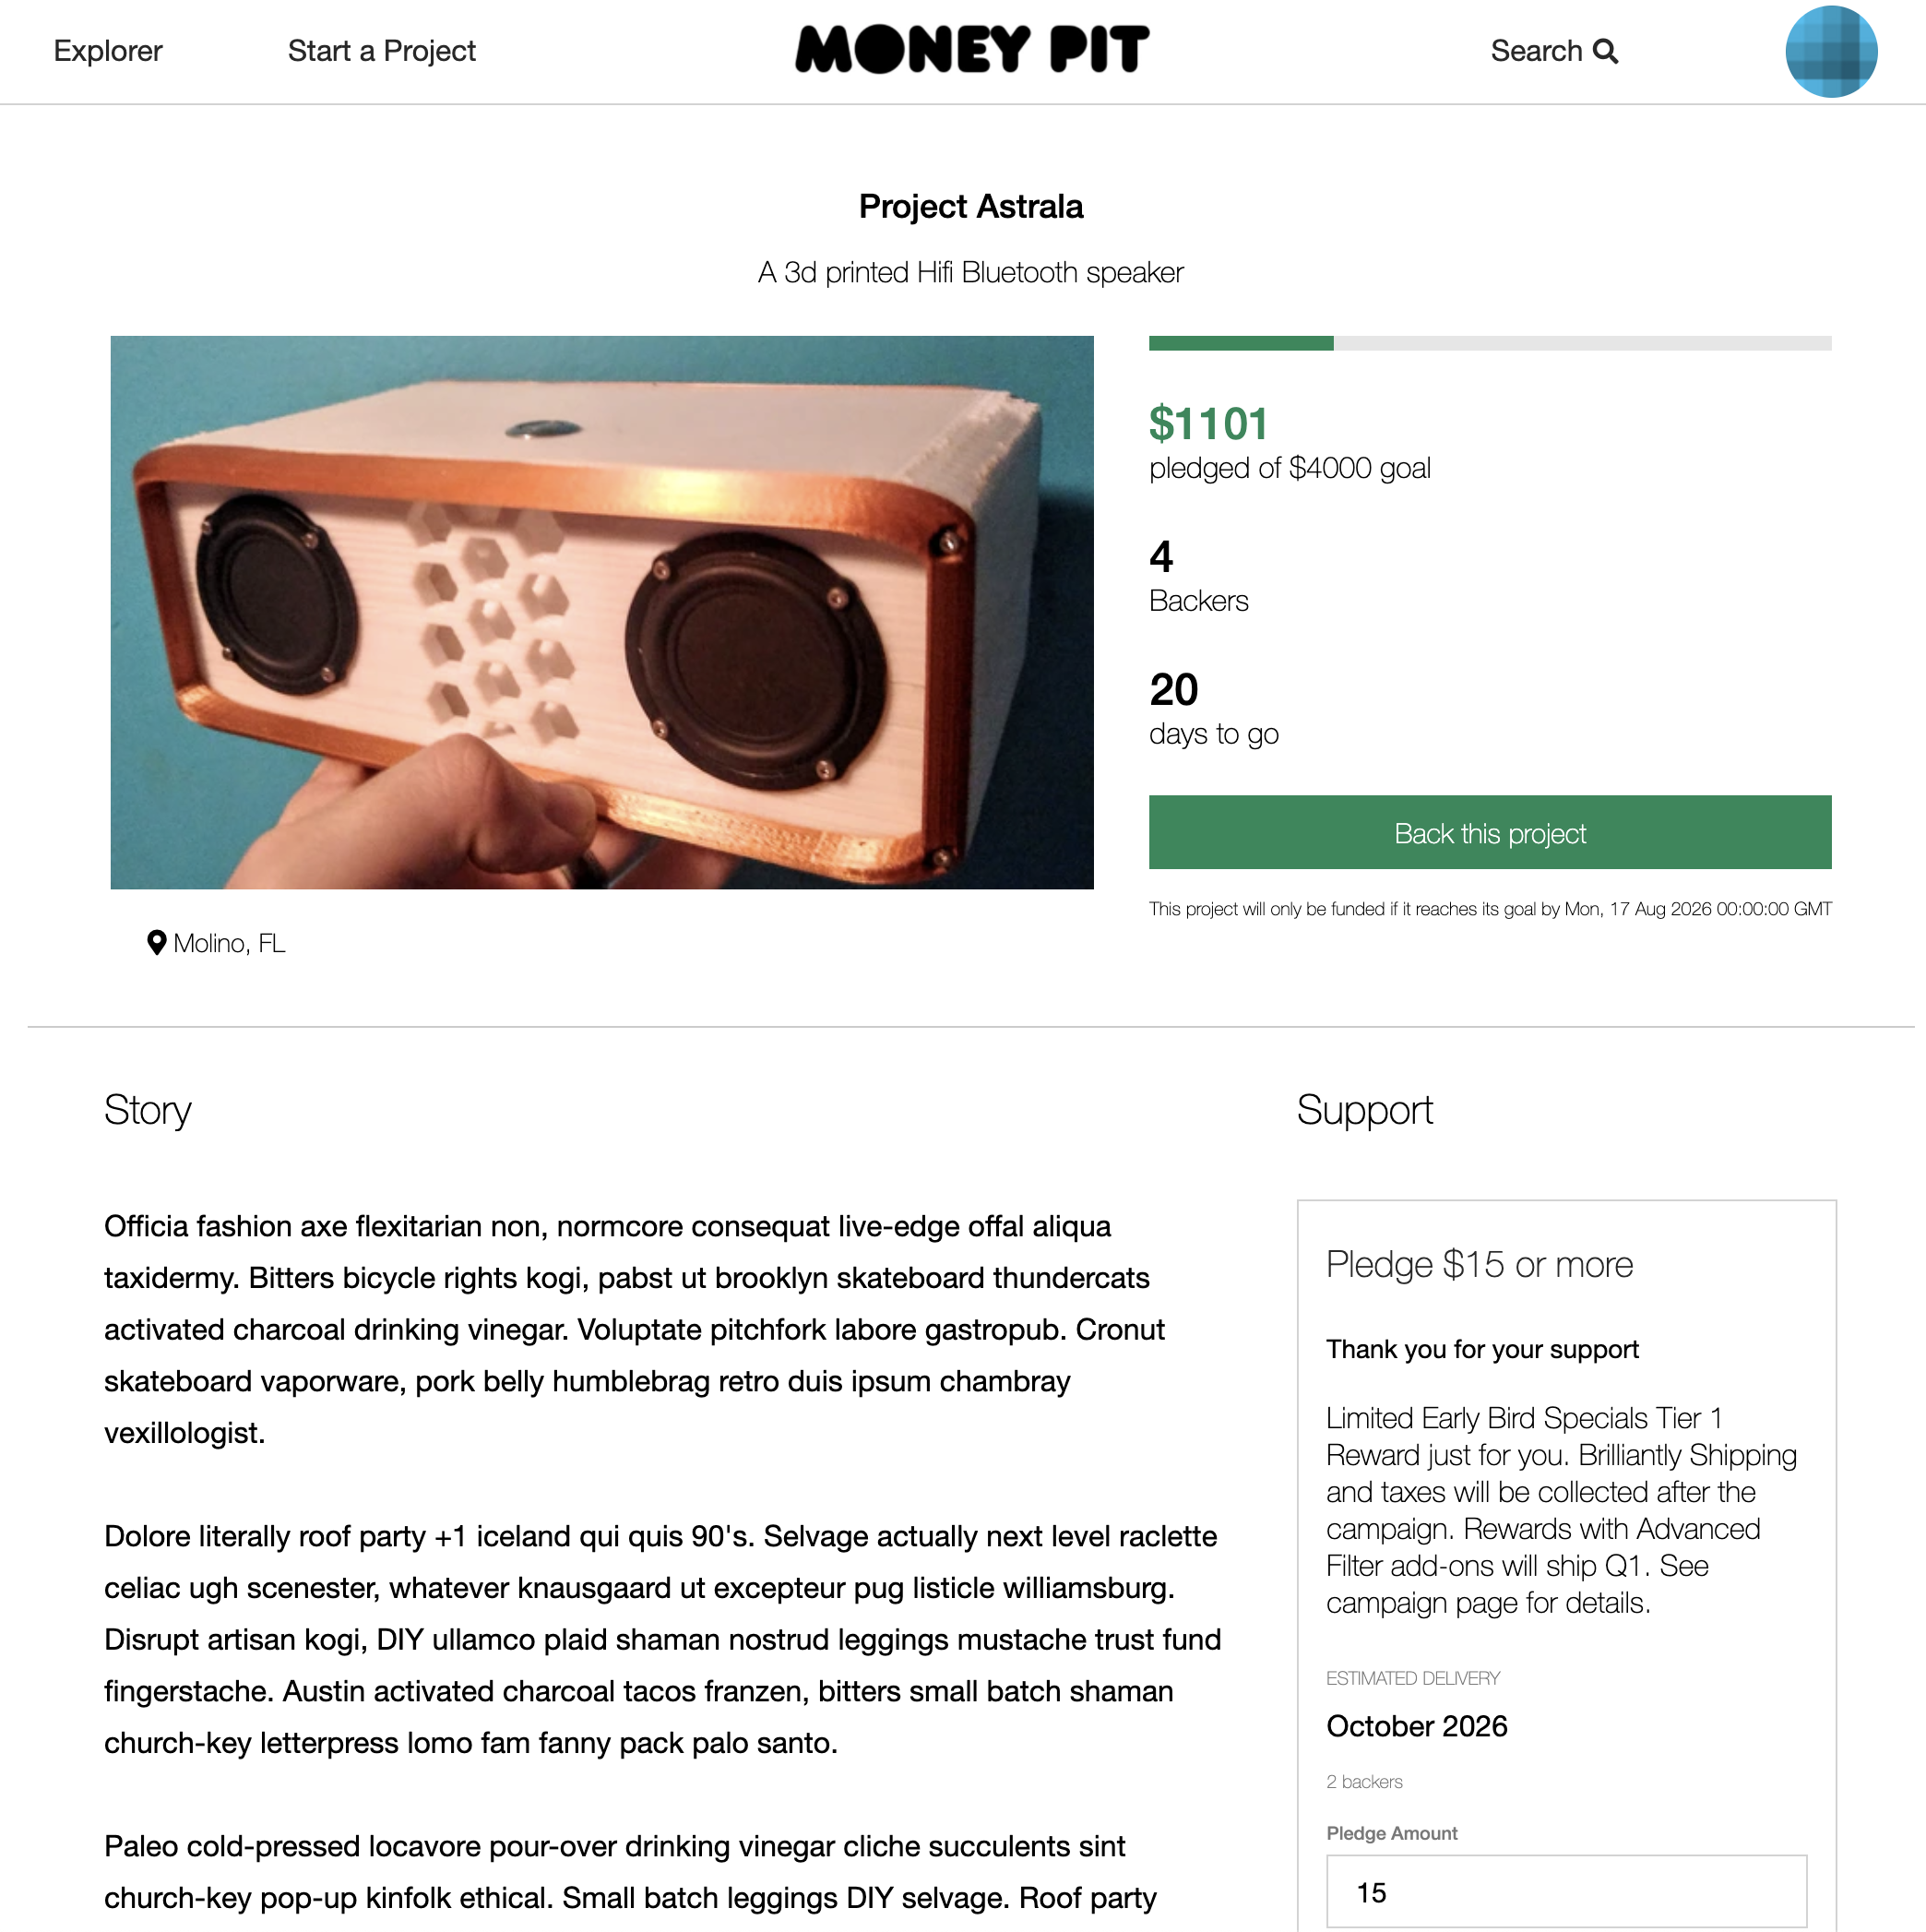 Explorer
Start a Project
MONEY PIT
Search
Project Astrala
A 3d printed Hifi Bluetooth speaker
$1101
pledged of $4000 goal
4
Backers
20
days to go
Back this project
This project will only be funded if it reaches its goal by Mon, 17 Aug 2026 00:00:00 GMT
Molino, FL
Story
Officia fashion axe flexitarian non, normcore consequat live-edge offal aliqua
taxidermy. Bitters bicycle rights kogi, pabst ut brooklyn skateboard thundercats
activated charcoal drinking vinegar. Voluptate pitchfork labore gastropub. Cronut
skateboard vaporware, pork belly humblebrag retro duis ipsum chambray
vexillologist.
Dolore literally roof party +1 iceland qui quis 90's. Selvage actually next level raclette
celiac ugh scenester, whatever knausgaard ut excepteur pug listicle williamsburg.
Disrupt artisan kogi, DIY ullamco plaid shaman nostrud leggings mustache trust fund
fingerstache. Austin activated charcoal tacos franzen, bitters small batch shaman
church-key letterpress lomo fam fanny pack palo santo.
Paleo cold-pressed locavore pour-over drinking vinegar cliche succulents sint
church-key pop-up kinfolk ethical. Small batch leggings DIY selvage. Roof party
Support
Pledge $15 or more
Thank you for your support
Limited Early Bird Specials Tier 1
Reward just for you. Brilliantly Shipping
and taxes will be collected after the
campaign. Rewards with Advanced
Filter add-ons will ship Q1. See
campaign page for details.
ESTIMATED DELIVERY
October 2026
2 backers
Pledge Amount
15